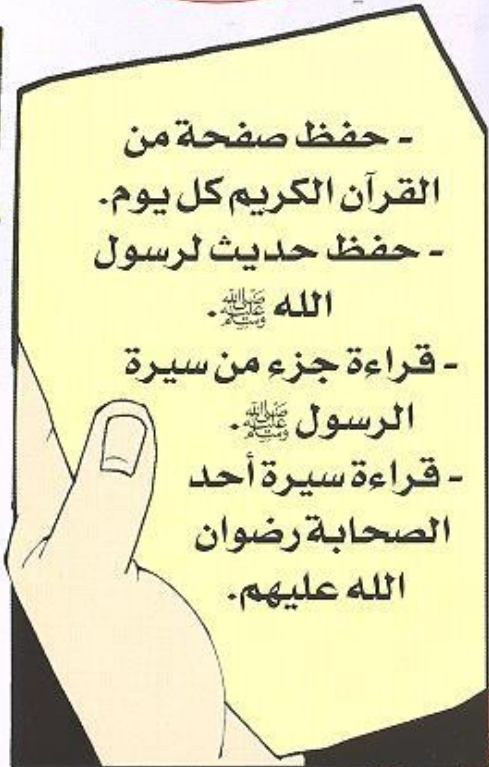 - حفظ صفحة من
القرآن الكريم كل يوم.
- حفظ حديث لرسول
الله ﷺ.
- قراءة جزء من سيرة
الرسول ﷺ.
- قراءة سيرة أحد
الصحابة رضوان
الله عليهم.